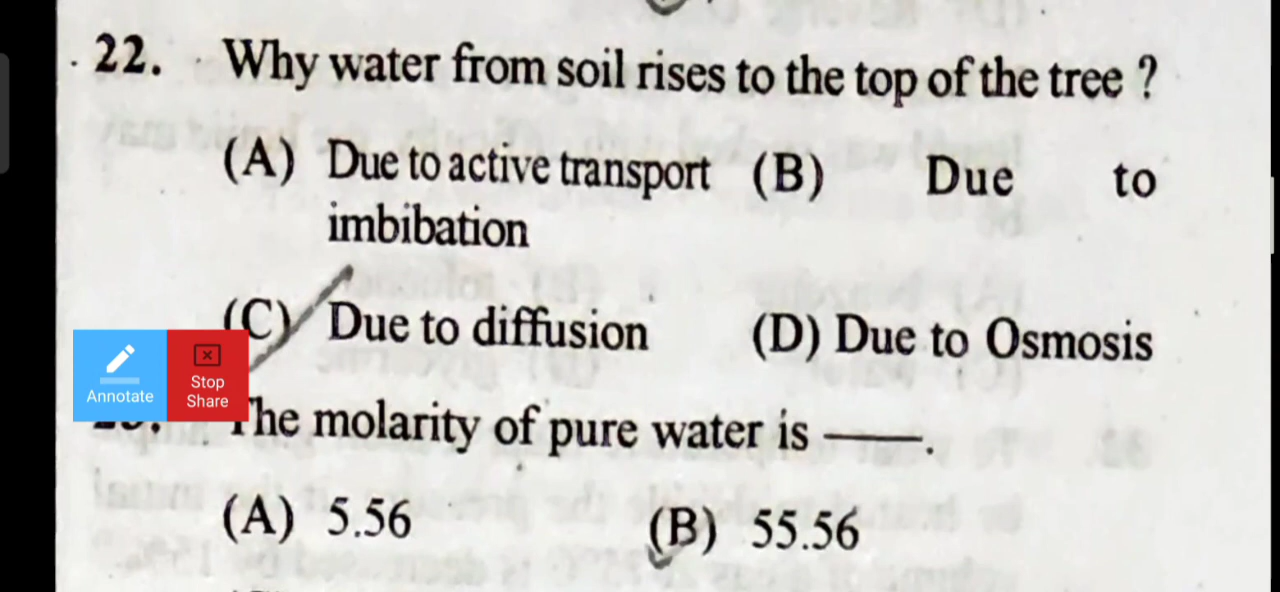 22. Why water from soil rises to the top of the tree ?
(A) Due to active transport (B) Due to
imbibation
(C) Due to diffusion (D) Due to Osmosis
Annotate
Stop
Share
The molarity of pure water is ——.
(A) 5.56 (B) 55.56